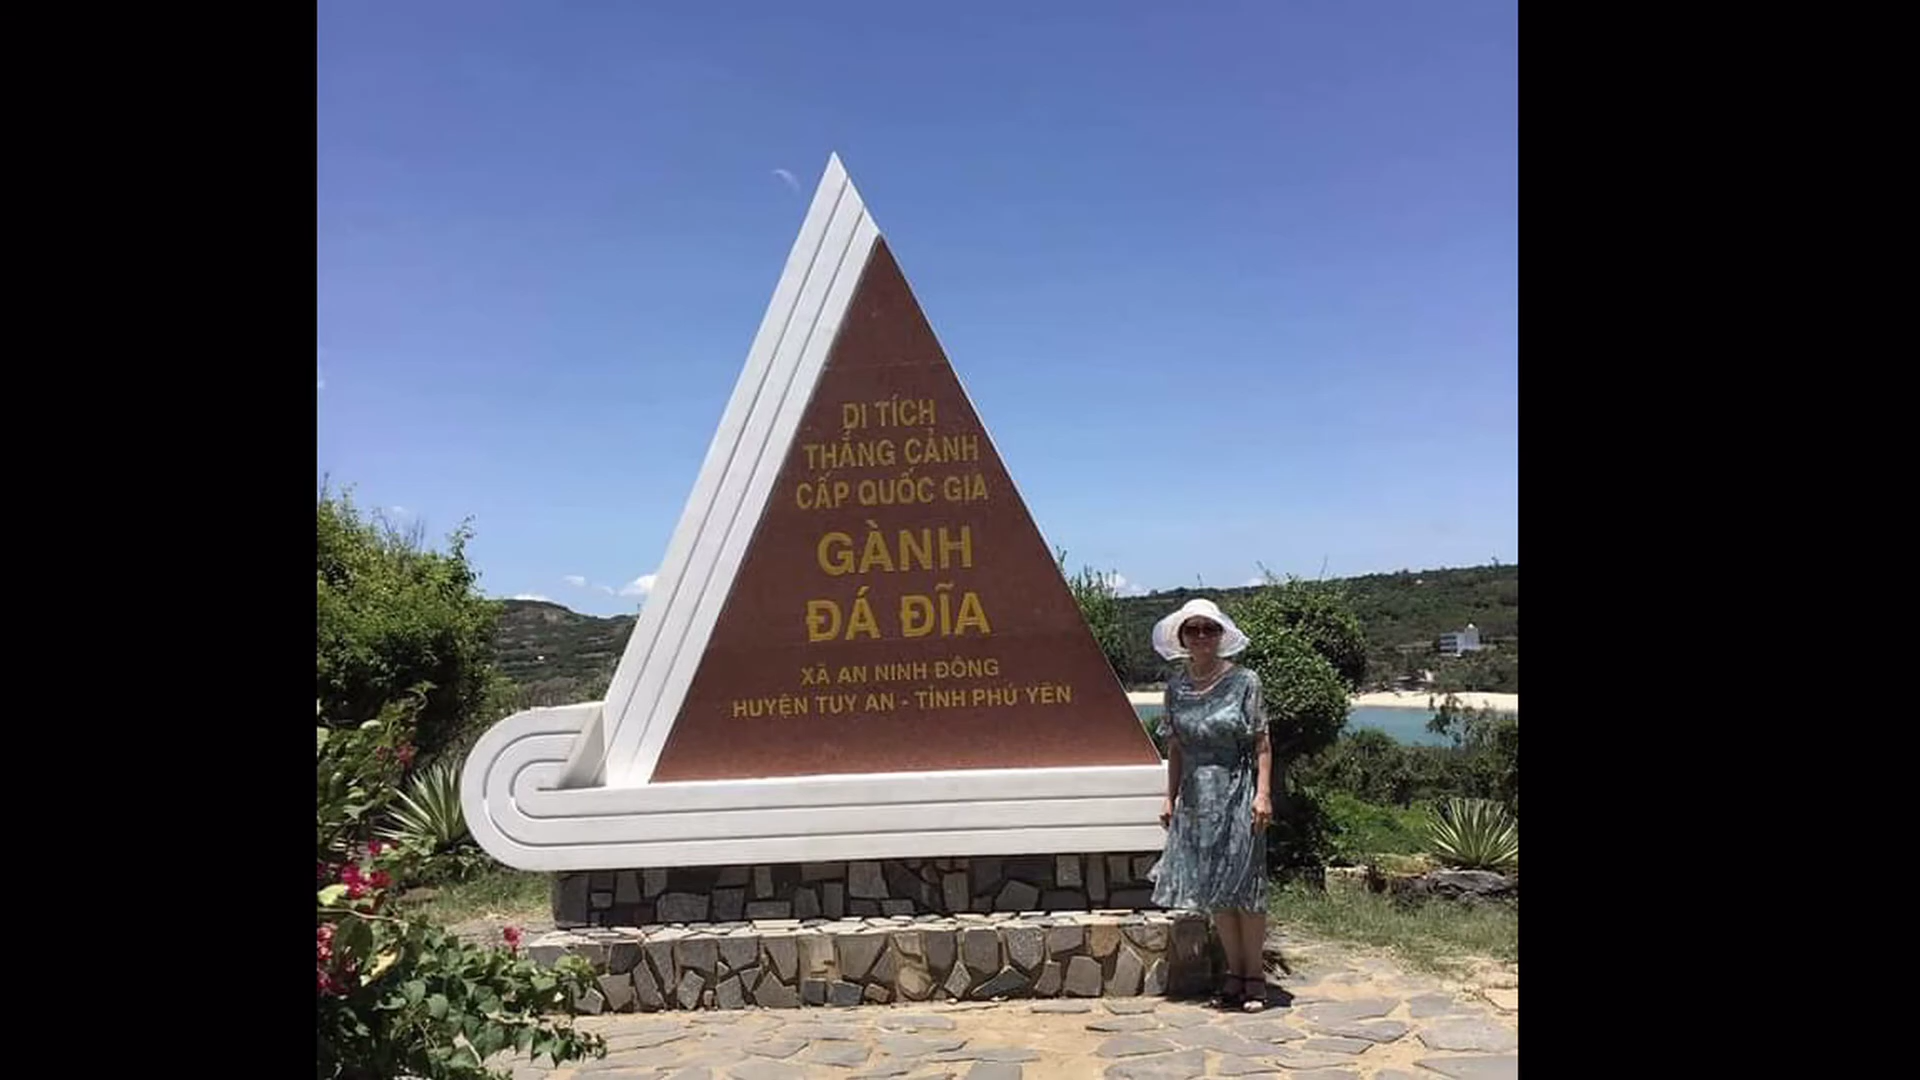 DI TÍCH
THẮNG CẢNH
CẤP QUỐC GIA
GÀNH
ĐÁ ĐĨA
XÃ AN NINH ĐÔNG
HUYỆN TUY AN - TỈNH PHÚ YÊN